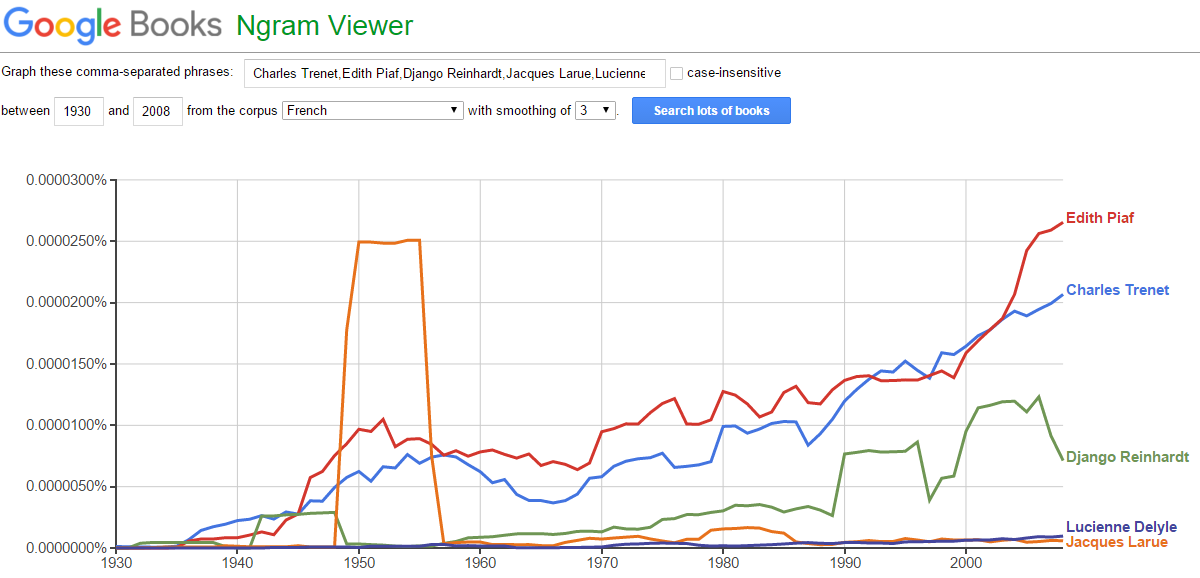 Google Books Ngram Viewer
Graph these comma-separated phrases: Charles Trenet,Edith Piaf,Django Reinhardt,Jacques Larue,Lucienne case-insensitive
between 1930 and 2008 from the corpus French with smoothing of 3 . Search lots of books
0.0000300%
0.0000250%
0.0000200%
0.0000150%
0.0000100%
0.0000050%
0.0000000%
Edith Piaf
Charles Trenet
Django Reinhardt
Lucienne Delyle
Jacques Larue
1930 1940 1950 1960 1970 1980 1990 2000